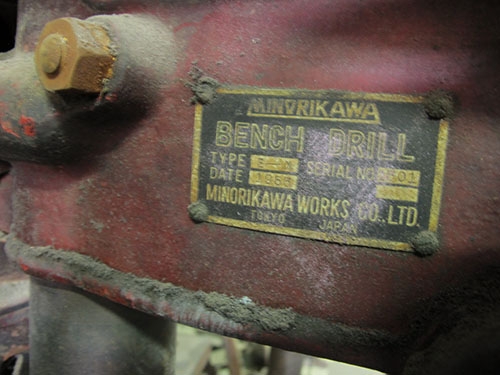 MINORIKAWA
BENCH DRILL
TYPE SERIAL NO.
DATE
MINORIKAWA WORKS, CO., LTD.
TOKYO JAPAN